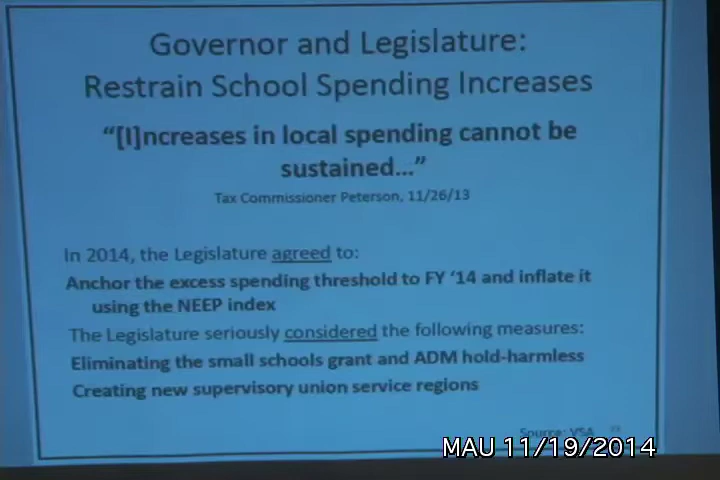 Governor and Legislature:
Restrain School Spending Increases
“[I]ncreases in local spending cannot be
sustained…”
Tax Commissioner Peterson, 11/26/13
In 2014, the Legislature agreed to:
Anchor the excess spending threshold to FY ‘14 and inflate it
using the NEEP index
The Legislature seriously considered the following measures:
Eliminating the small schools grant and ADM hold-harmless
Creating new supervisory union service regions
Source: VSA
MAU 11/19/2014